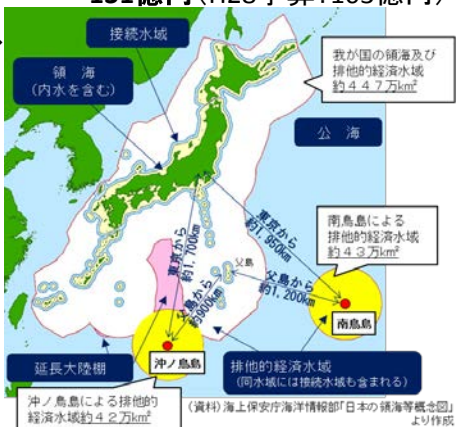 接続水域
領海
(内水を含む)
我が国の領海及び
排他的経済水域
約447万km²
公海
南鳥島による
排他的経済水域
約43万km²
東京から
約1,950km
東京から
約1,700km
父島
父島から
約1,200km
父島から
約900km
南鳥島
沖ノ鳥島
延長大陸棚
排他的経済水域
(同水域には接続水域も含まれる)
沖ノ鳥島による排他的
経済水域約42万km²
(資料)海上保安庁海洋情報部「日本の領海等概念図」
より作成